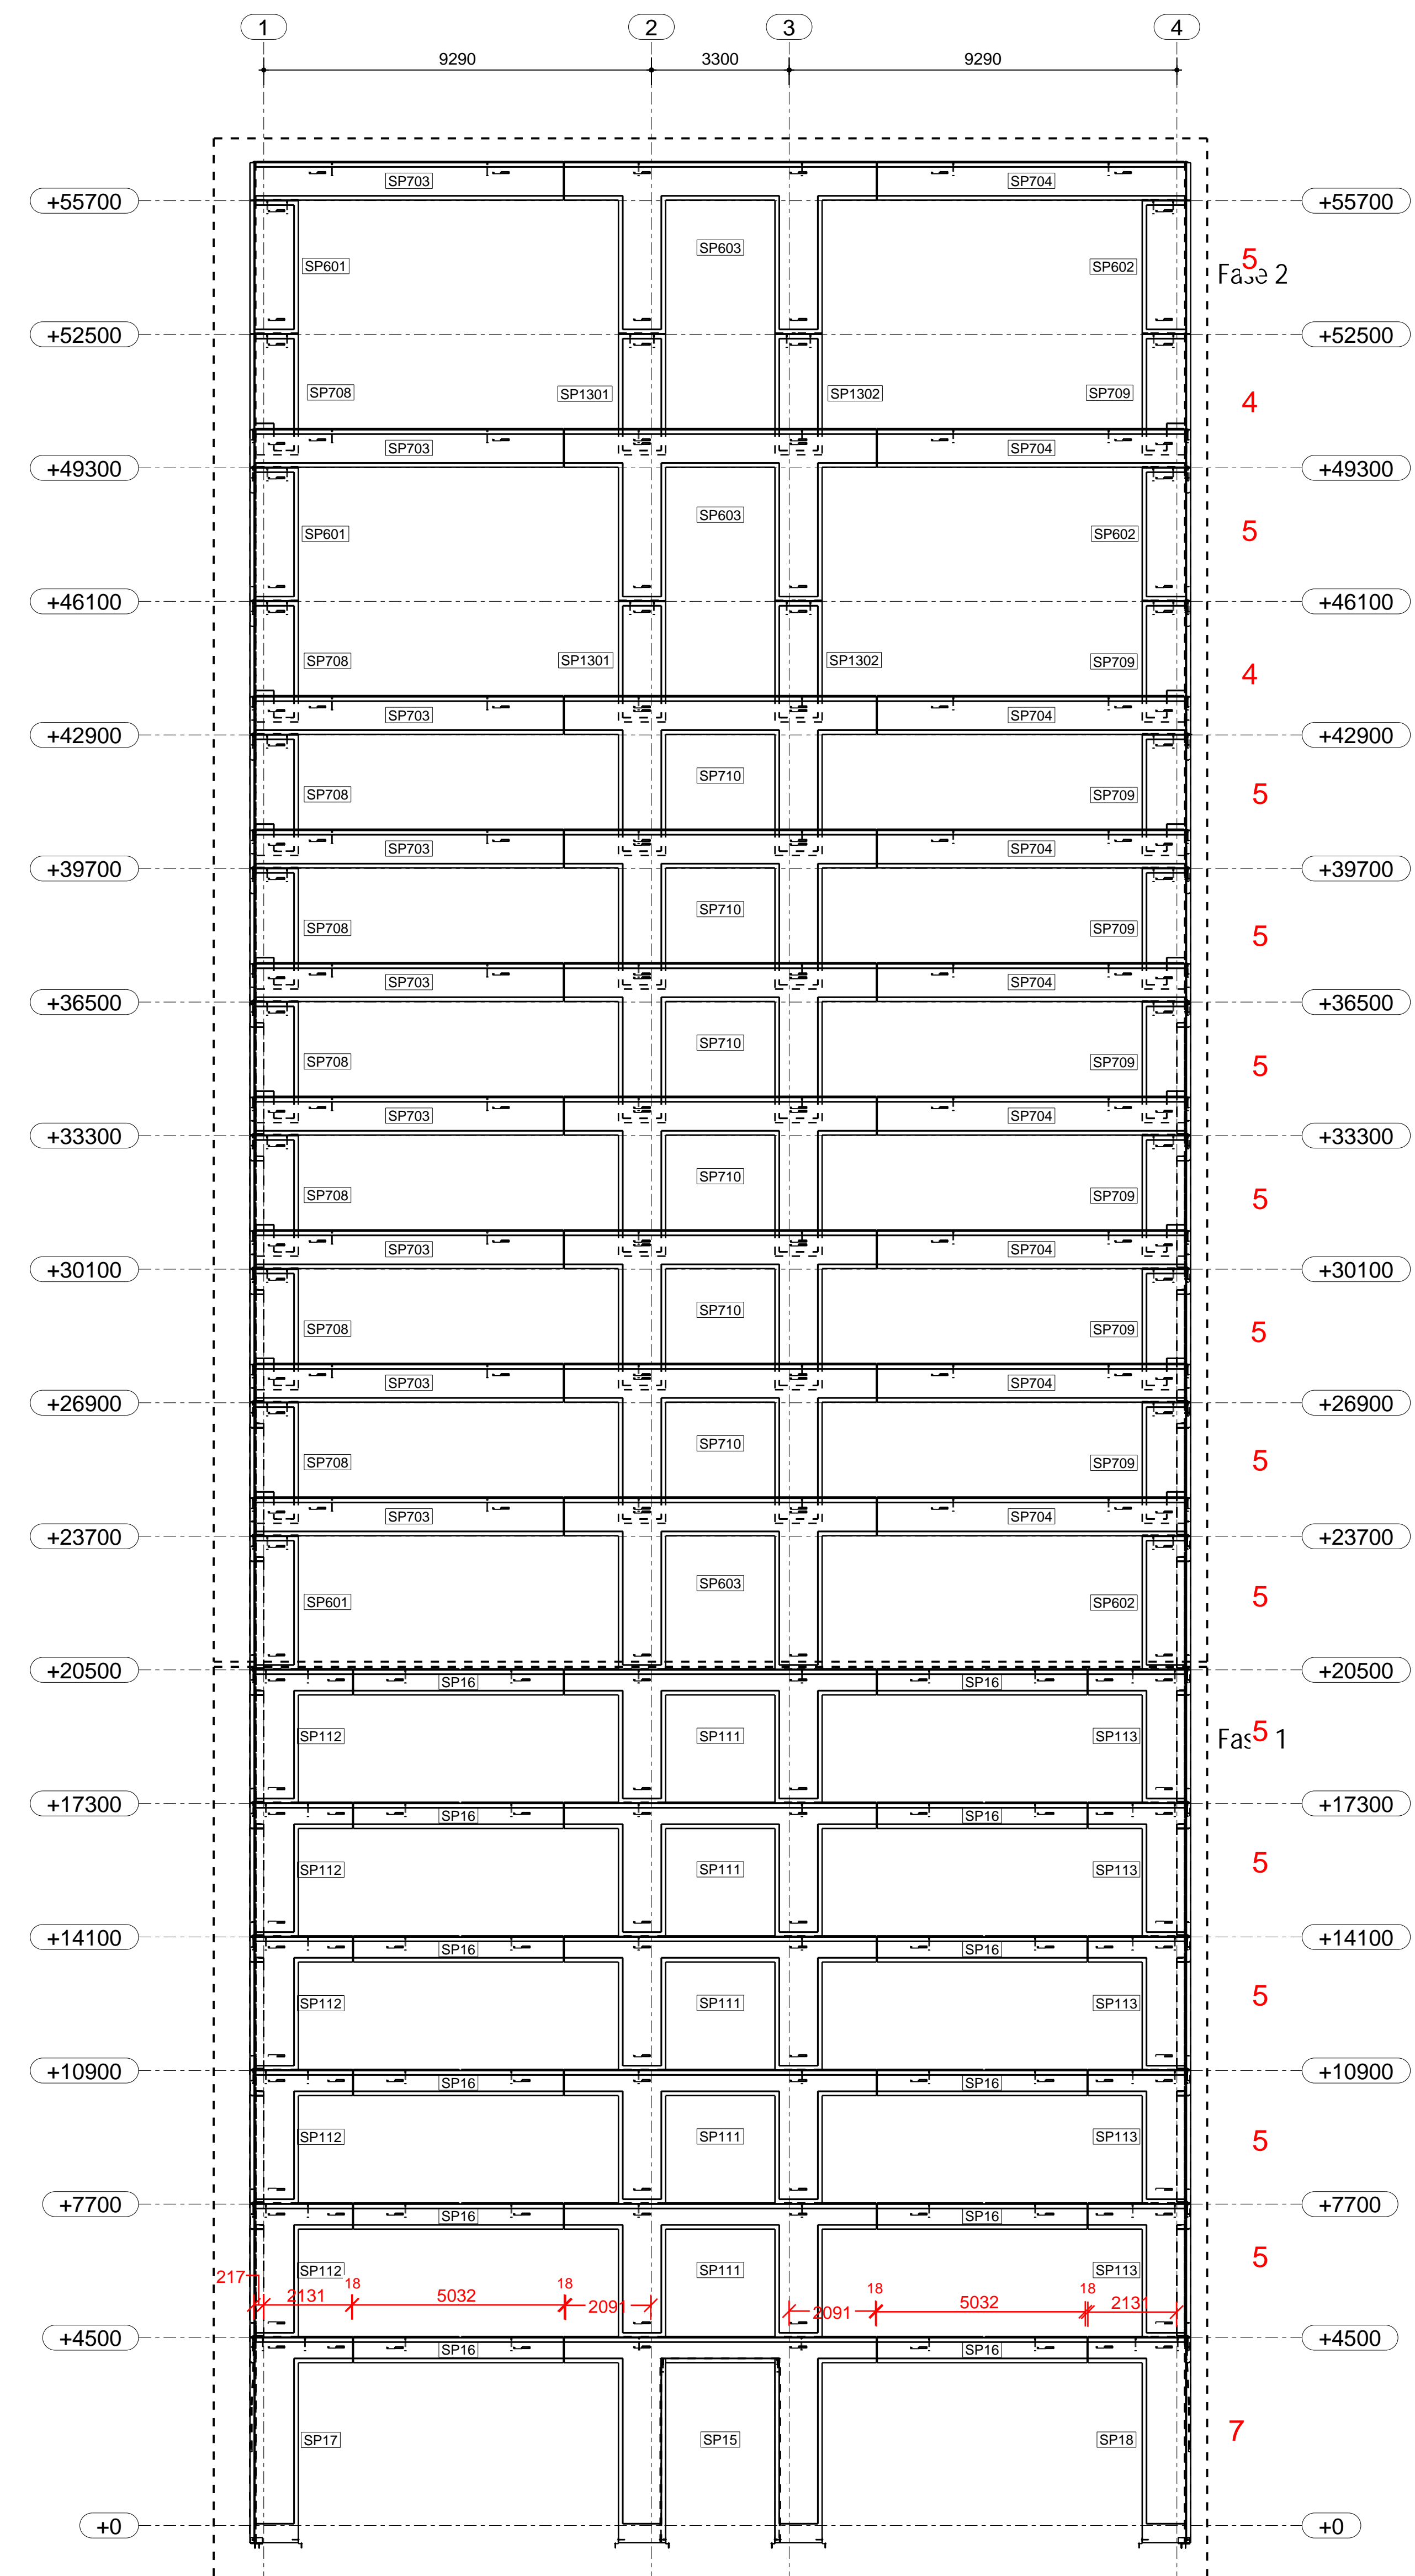 1 2 3 4
9290 3300 9290
SP703 SP704
+55700 +55700
SP603
SP601 SP602 5
Fase 2
+52500 +52500
SP708 SP1301 SP1302 SP709 4
SP703 SP704
+49300 +49300
SP603
SP601 SP602 5
+46100 +46100
SP708 SP1301 SP1302 SP709 4
SP703 SP704
+42900 +42900
SP710
SP708 SP709 5
SP703 SP704
+39700 +39700
SP710
SP708 SP709 5
SP703 SP704
+36500 +36500
SP710
SP708 SP709 5
SP703 SP704
+33300 +33300
SP710
SP708 SP709 5
SP703 SP704
+30100 +30100
SP710
SP708 SP709 5
SP703 SP704
+26900 +26900
SP710
SP708 SP709 5
SP703 SP704
+23700 +23700
SP603
SP601 SP602 5
+20500 +20500
SP16 SP16
SP112 SP111 SP113 Fase 1 5
+17300 +17300
SP16 SP16
SP112 SP111 SP113 5
+14100 +14100
SP16 SP16
SP112 SP111 SP113 5
+10900 +10900
SP16 SP16
SP112 SP111 SP113 5
+7700 +7700
SP16 SP16
SP112 SP111 SP113 5
217 2131 18 5032 18 2091 2091 18 5032 18 2131
+4500 +4500
SP16 SP16
SP17 SP15 SP18 7
+0 +0